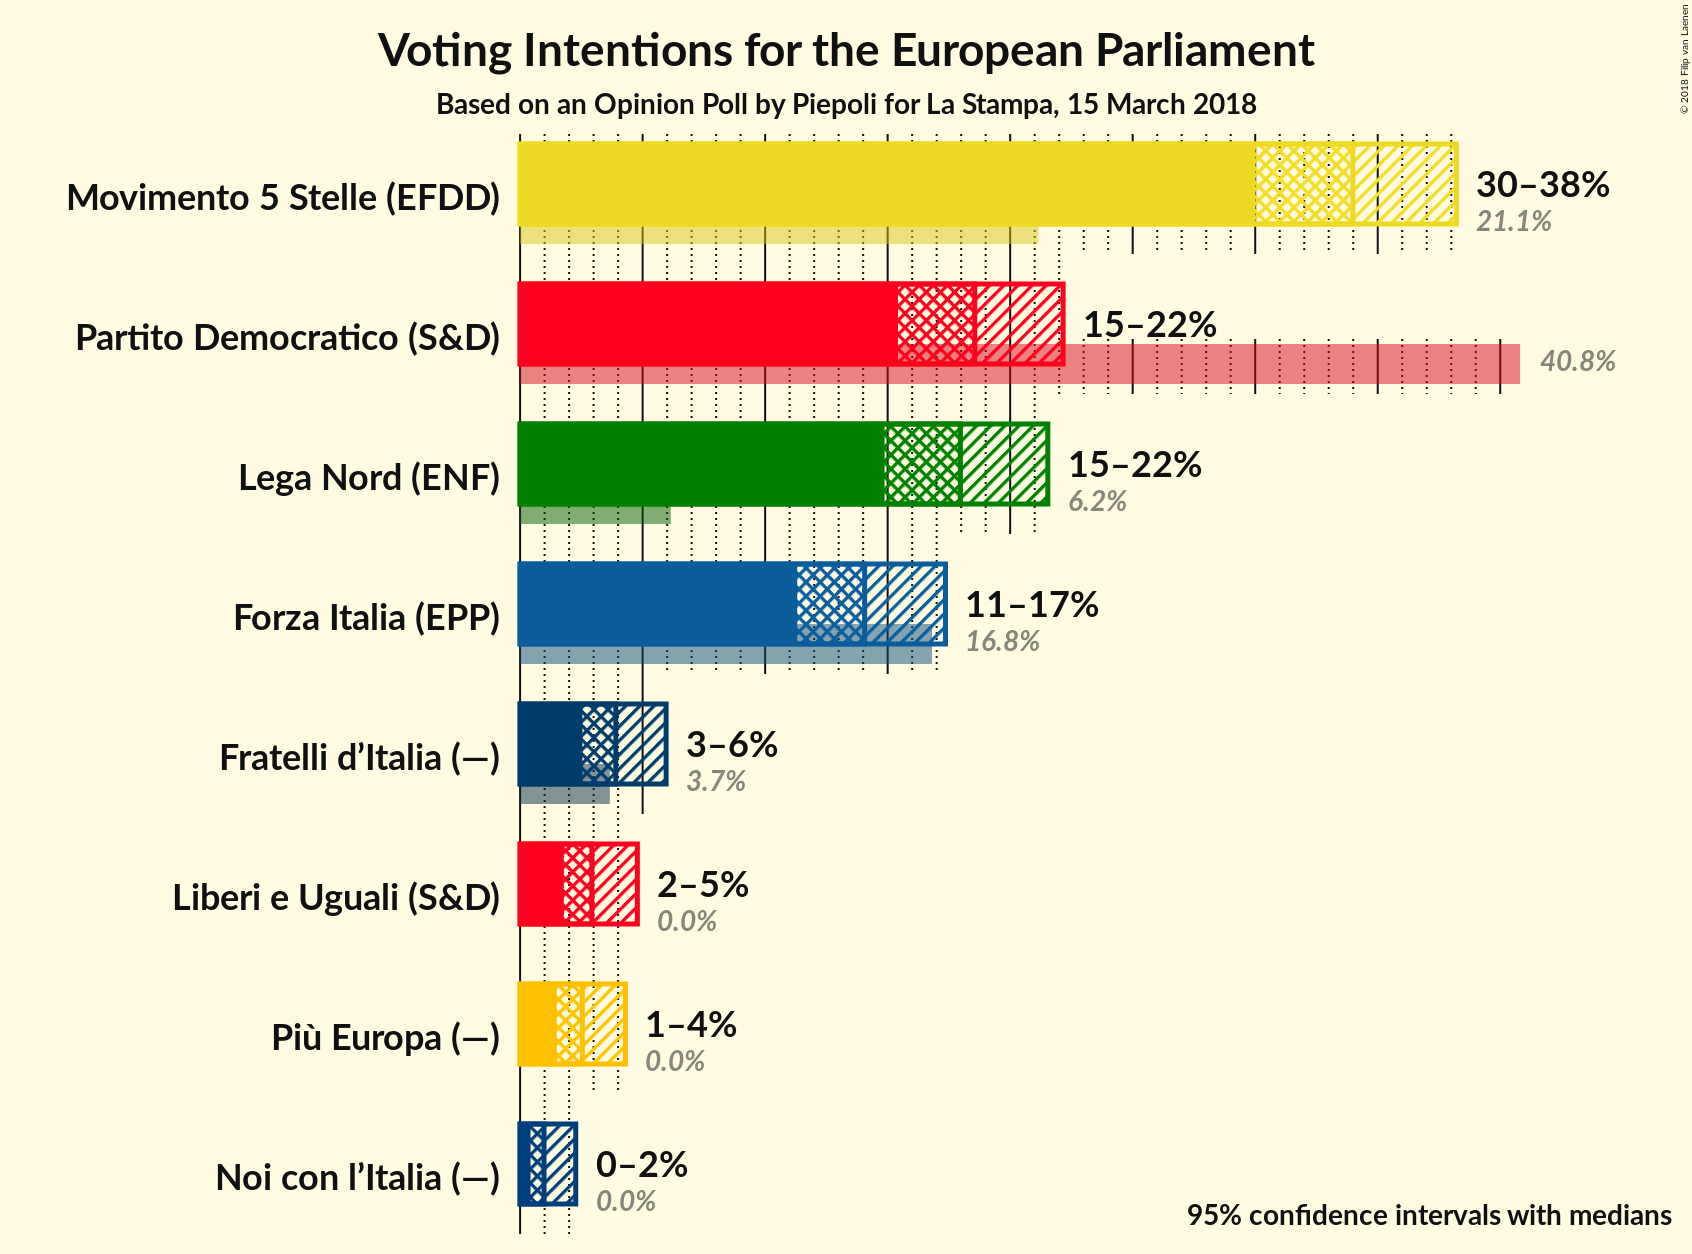 Voting Intentions for the European Parliament
Based on an Opinion Poll by Piepoli for La Stampa, 15 March 2018
© 2018 Filip van Laenen
Movimento 5 Stelle (EFDD)
30–38%
21.1%
Partito Democratico (S&D)
15–22%
40.8%
Lega Nord (ENF)
15–22%
6.2%
Forza Italia (EPP)
11–17%
16.8%
Fratelli d’Italia (—)
3–6%
3.7%
Liberi e Uguali (S&D)
2–5%
0.0%
Più Europa (—)
1–4%
0.0%
Noi con l’Italia (—)
0–2%
0.0%
95% confidence intervals with medians